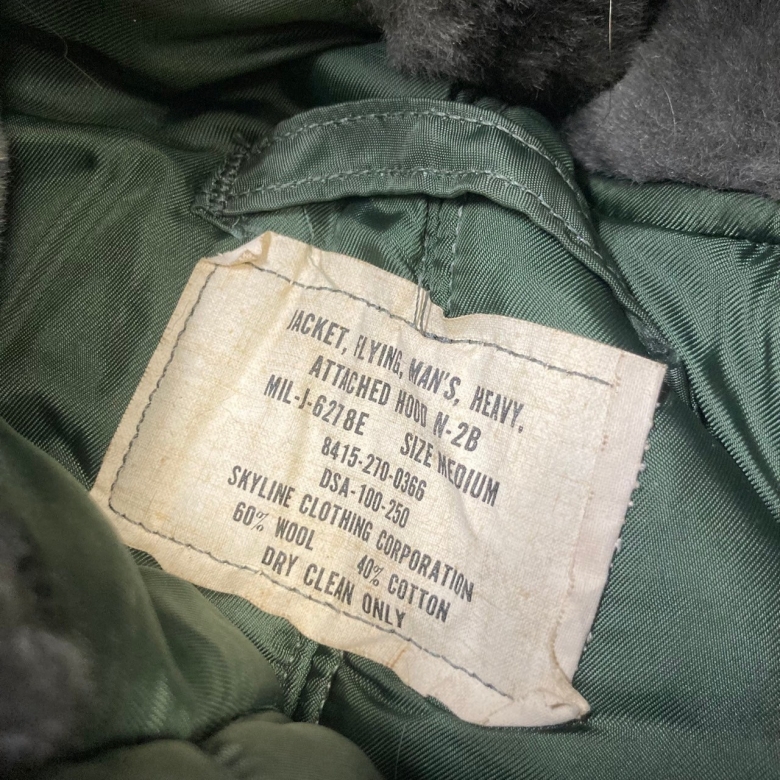 JACKET, FLYING, MAN'S, HEAVY,
ATTACHED HOOD N-2B
MIL-J-6278E SIZE MEDIUM
8415-270-0366
DSA-100-250
SKYLINE CLOTHING CORPORATION
60% WOOL 40% COTTON
DRY CLEAN ONLY